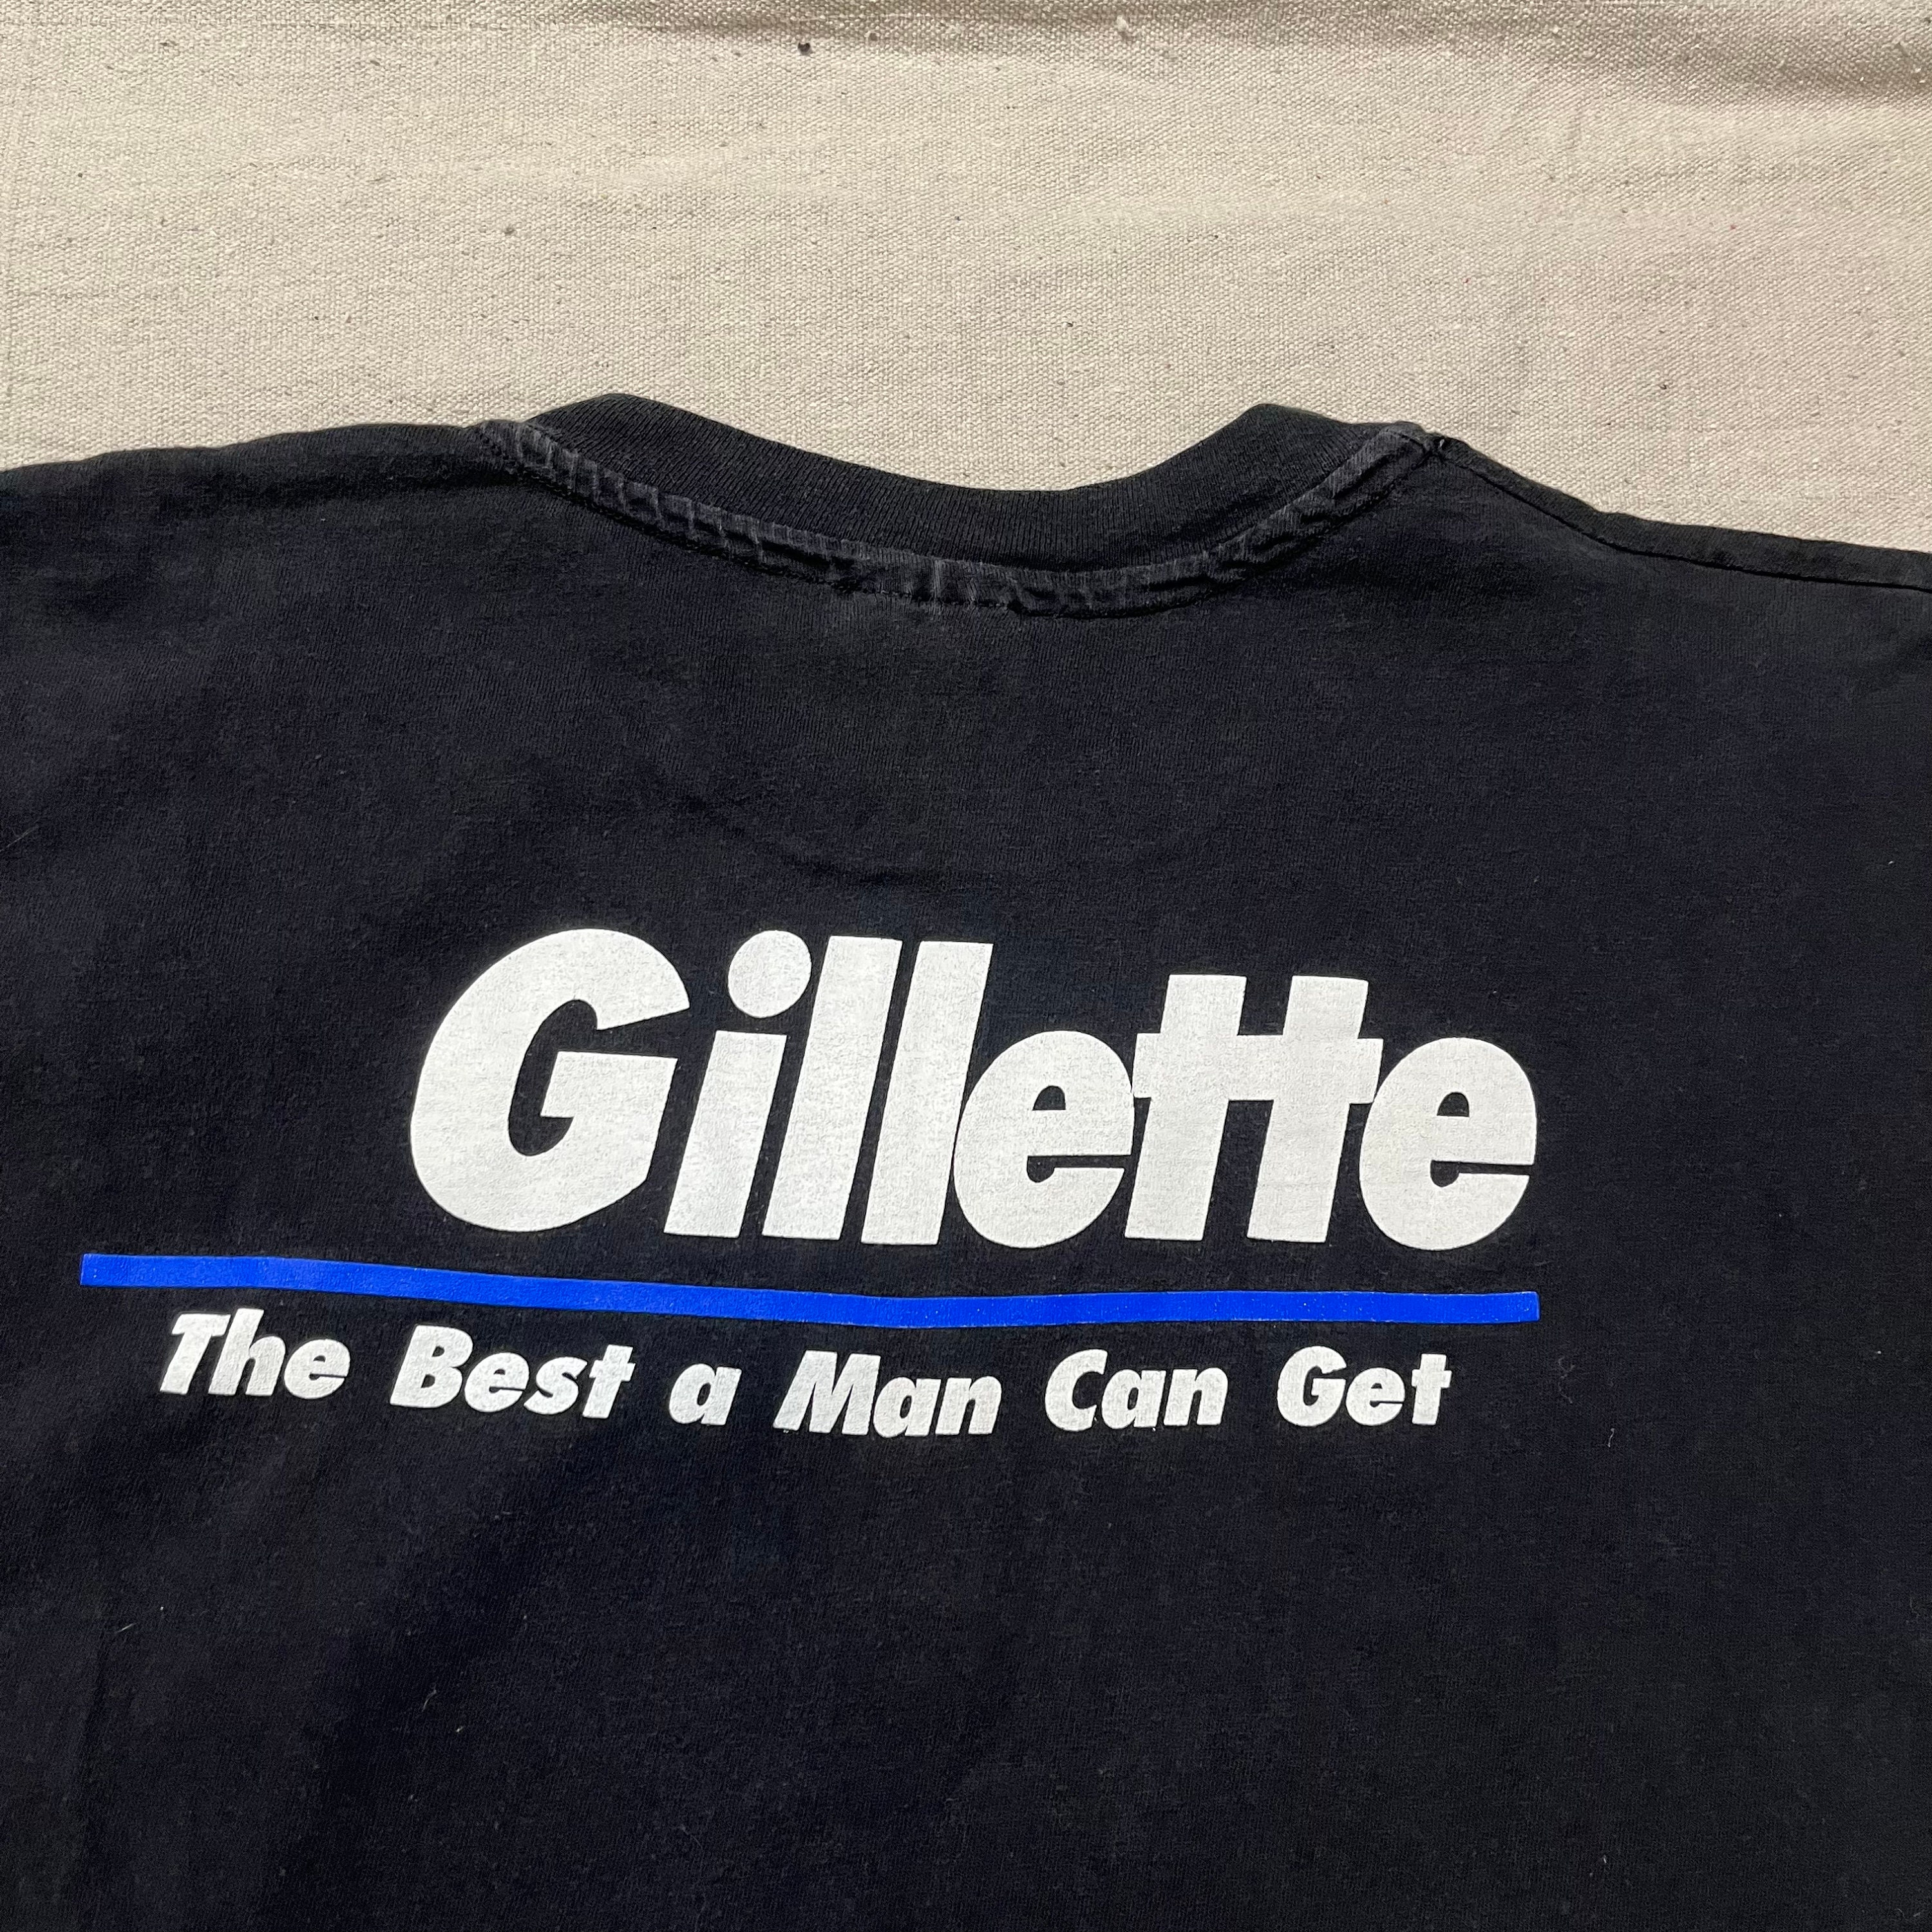 Gillette
The Best a Man Can Get